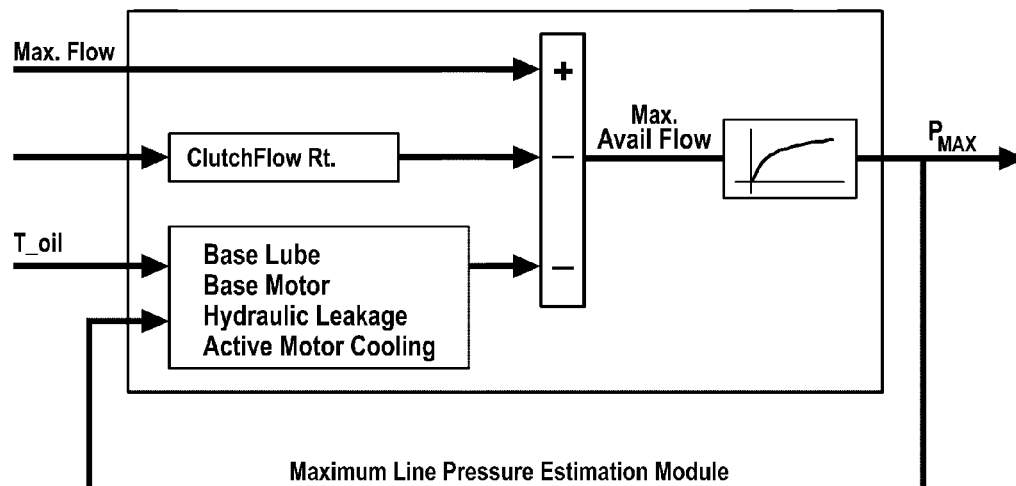 Max. Flow
+
Max.
Avail Flow
PMAX
ClutchFlow Rt.
−
T_oil
Base Lube
Base Motor
Hydraulic Leakage
Active Motor Cooling
−
Maximum Line Pressure Estimation Module